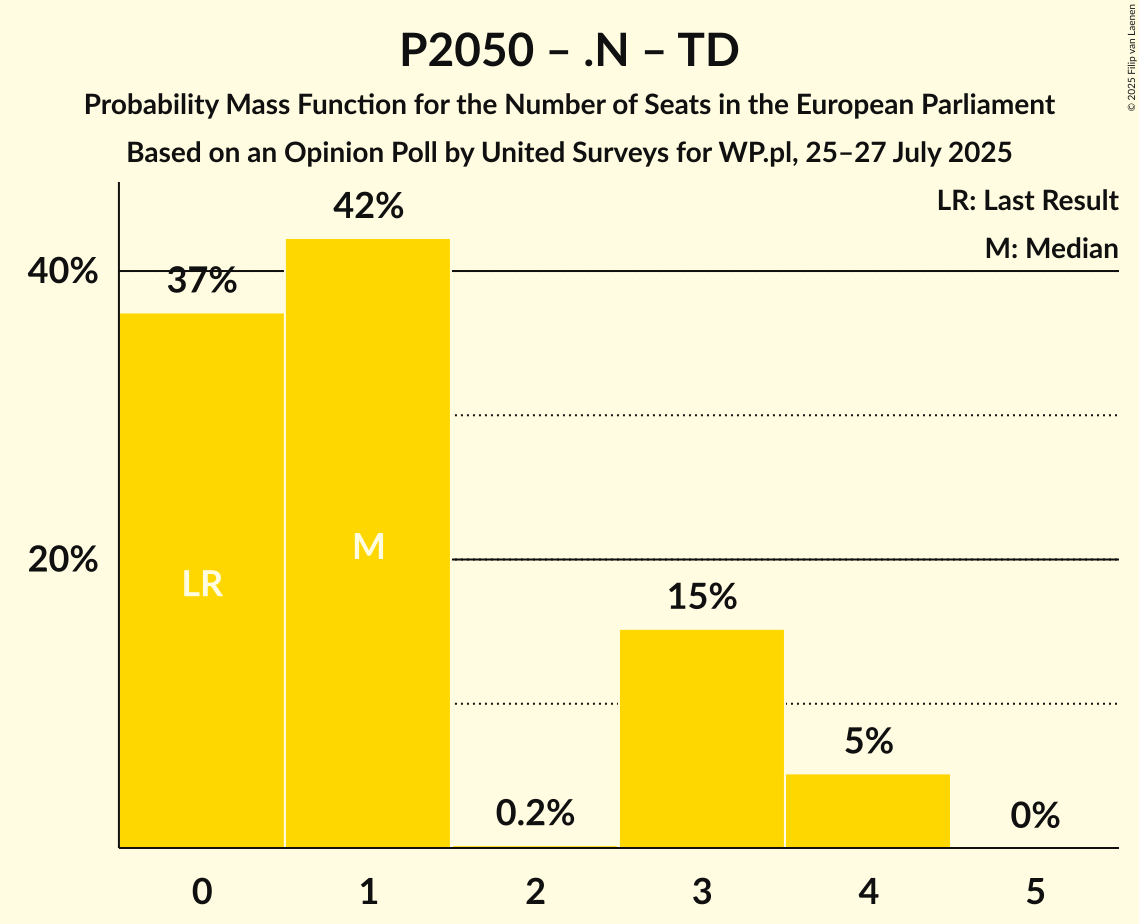 P2050 – .N – TD
Probability Mass Function for the Number of Seats in the European Parliament
Based on an Opinion Poll by United Surveys for WP.pl, 25–27 July 2025
© 2025 Filip van Laenen
LR: Last Result
M: Median
42%
40%
37%
M
20%
LR
15%
5%
0.2%
0%
0 1 2 3 4 5